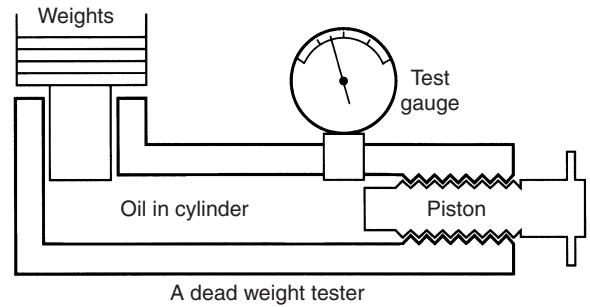 Weights
Test
gauge
Oil in cylinder
Piston
A dead weight tester